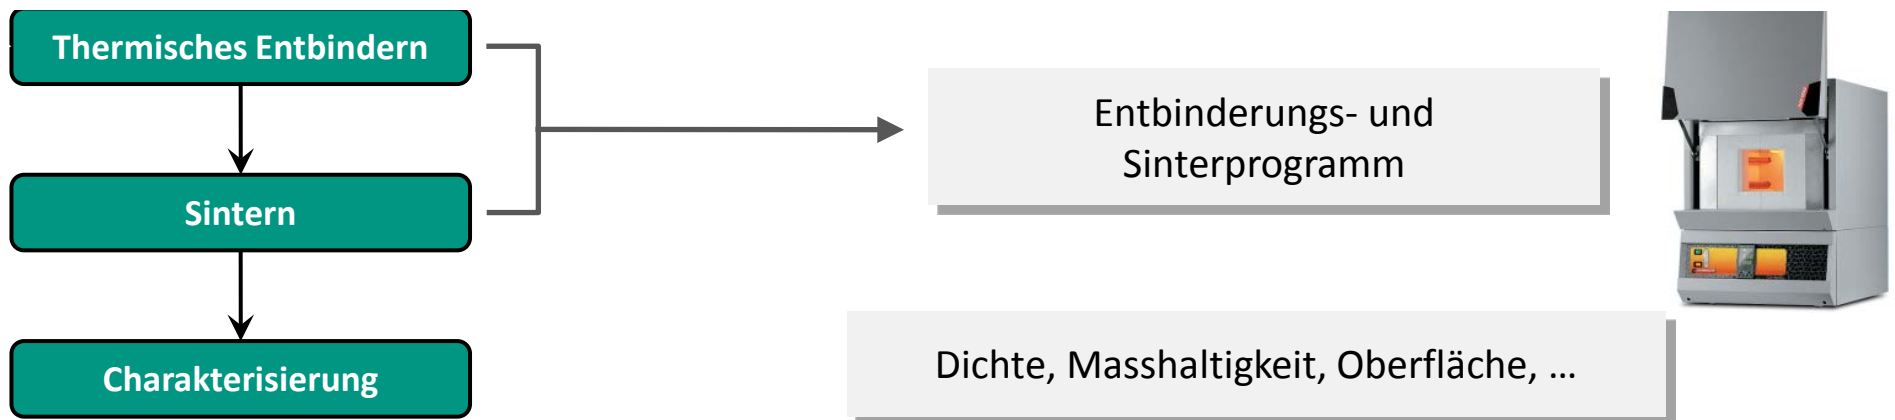 Thermisches Entbindern
Entbinderungs- und
Sinterprogramm
Sintern
Charakterisierung
Dichte, Masshaltigkeit, Oberfläche, ...